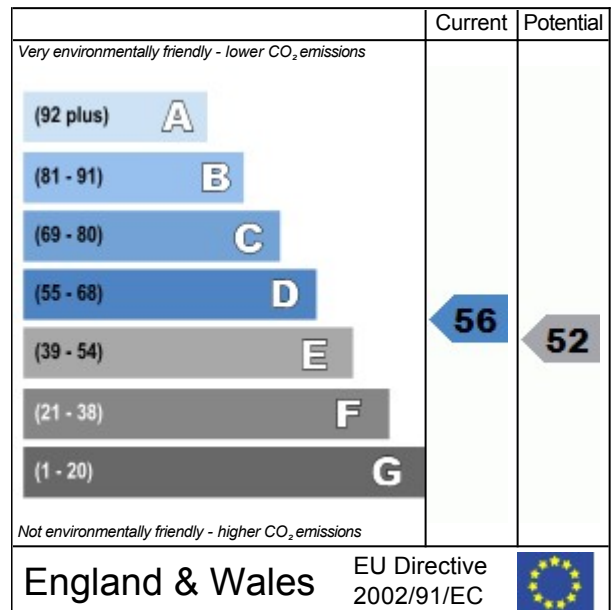 Current Potential
Very environmentally friendly - lower CO₂ emissions
(92 plus) A
(81 - 91) B
(69 - 80) C
(55 - 68) D
(39 - 54) E
(21 - 38) F
(1 - 20) G
56
52
Not environmentally friendly - higher CO₂ emissions
England & Wales
EU Directive
2002/91/EC